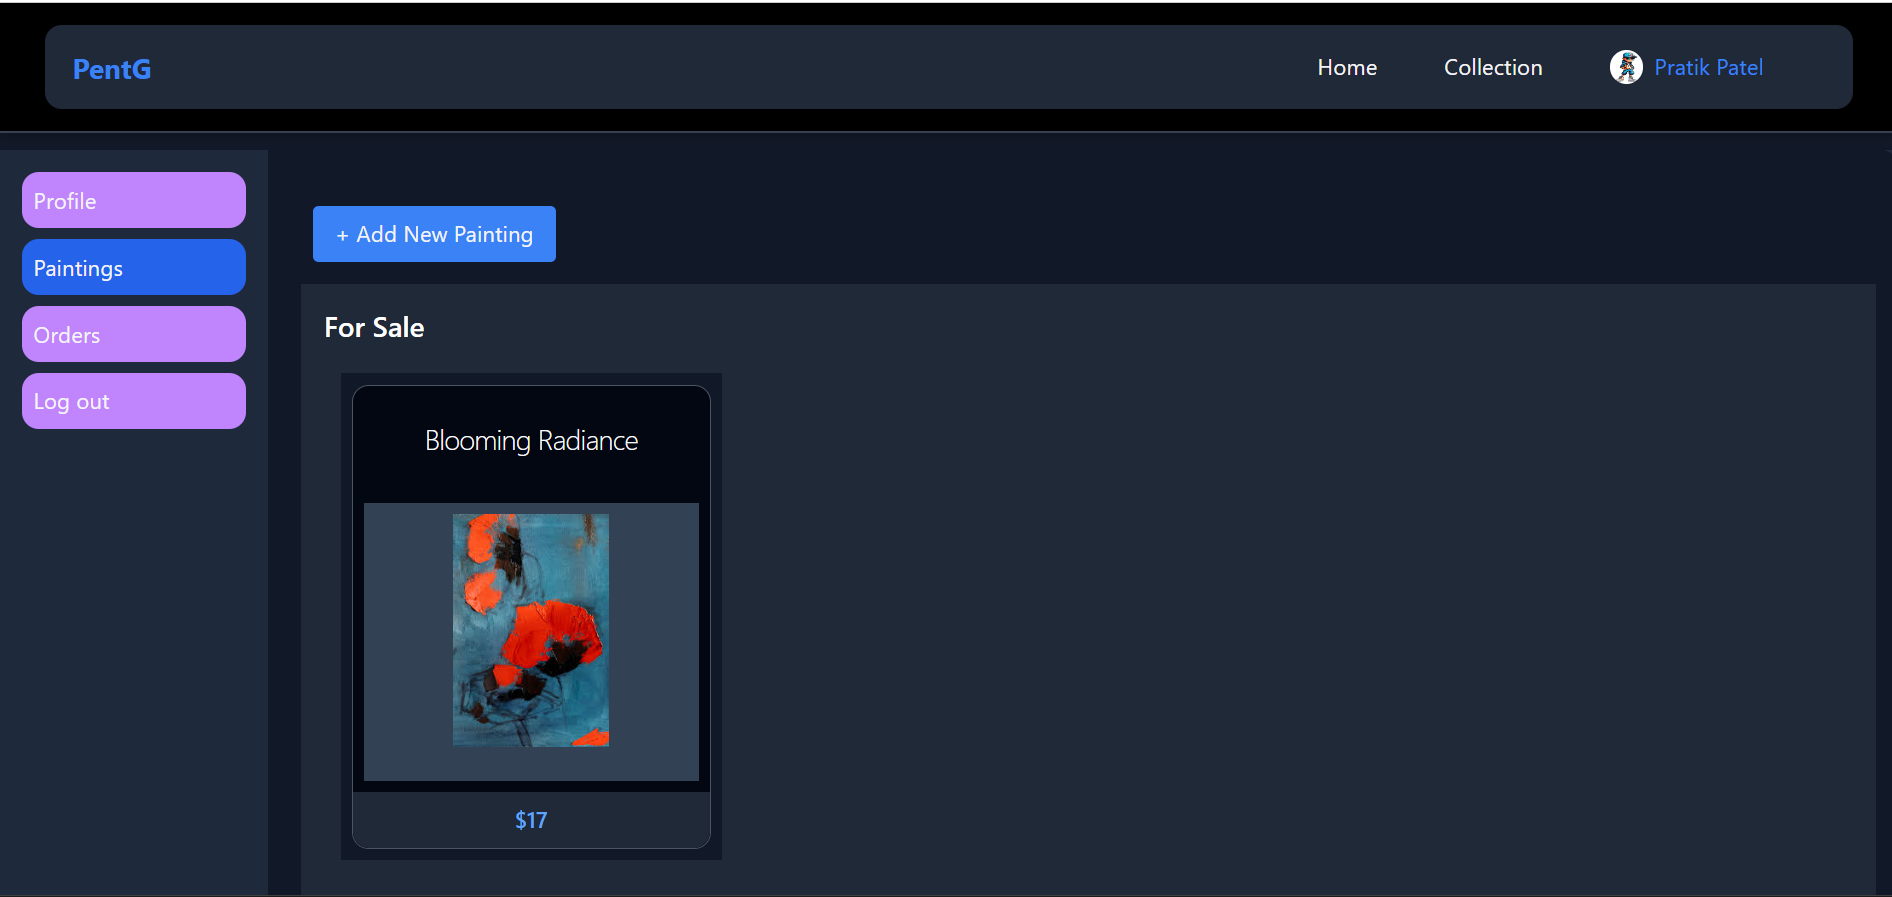 PentG
Home
Collection
Pratik Patel
Profile
Paintings
Orders
Log out
+ Add New Painting
For Sale
Blooming Radiance
$17